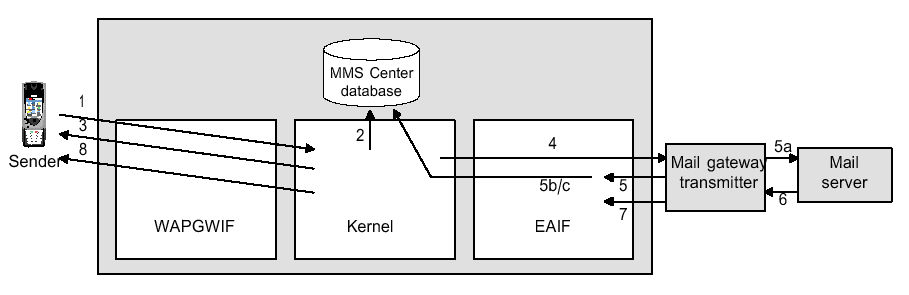 MMS Center
database
1
3
8
2
4
5a
5b/c
5
6
7
Sender
Mail gateway
transmitter
Mail
server
WAPGWIF
Kernel
EAIF